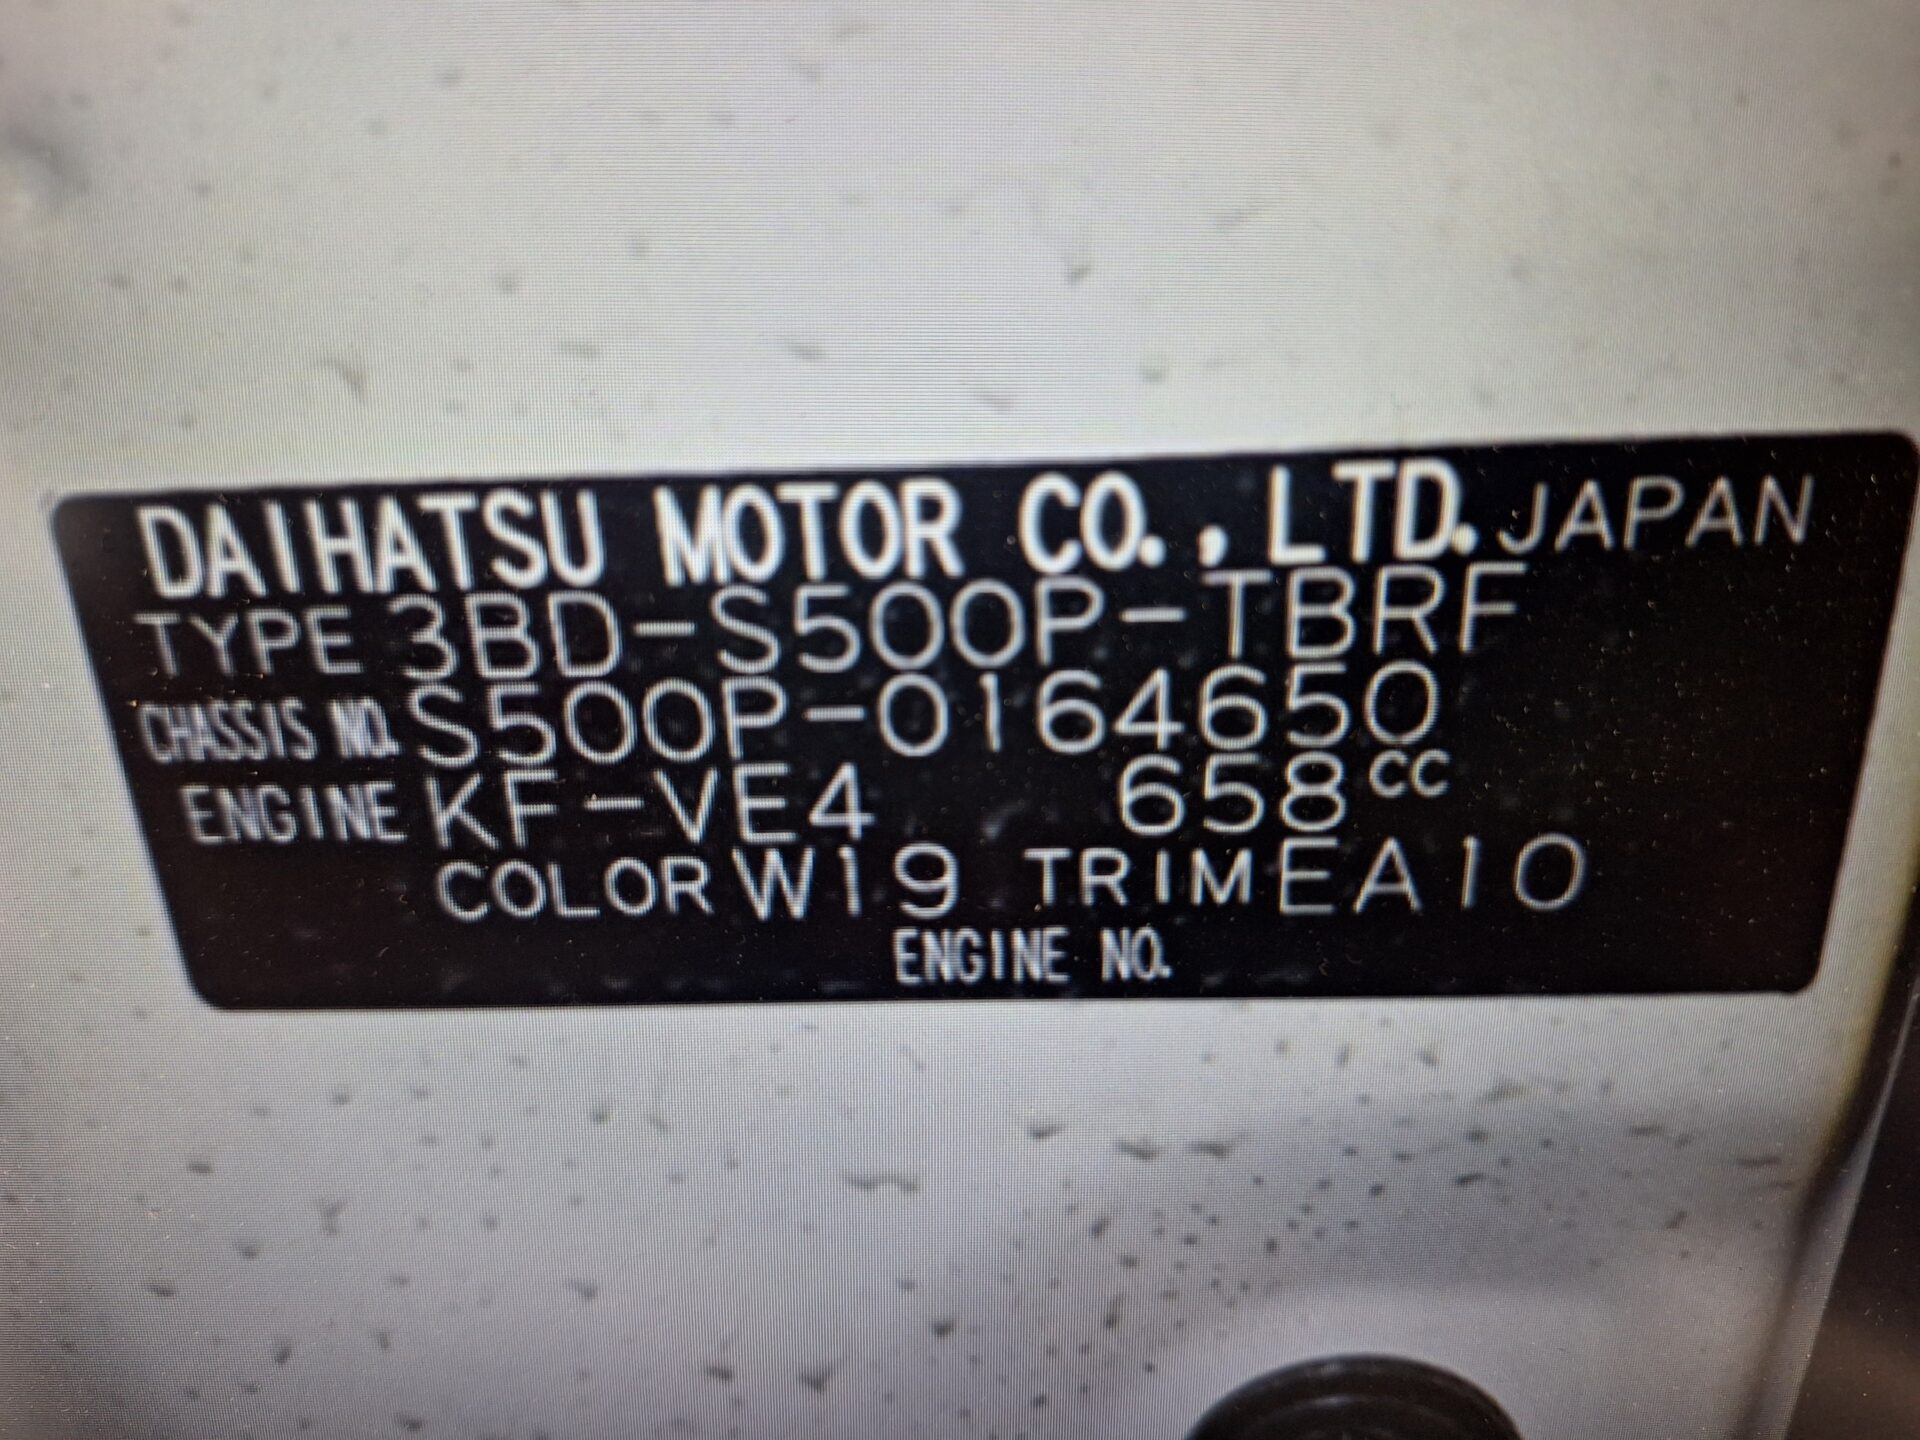 DAIHATSU MOTOR CO., LTD. JAPAN
TYPE 3BD-S500P-TBRF
CHASSIS NO. S500P-0164650
ENGINE KF-VE4 658cc
COLOR W19 TRIM EA10
ENGINE NO.